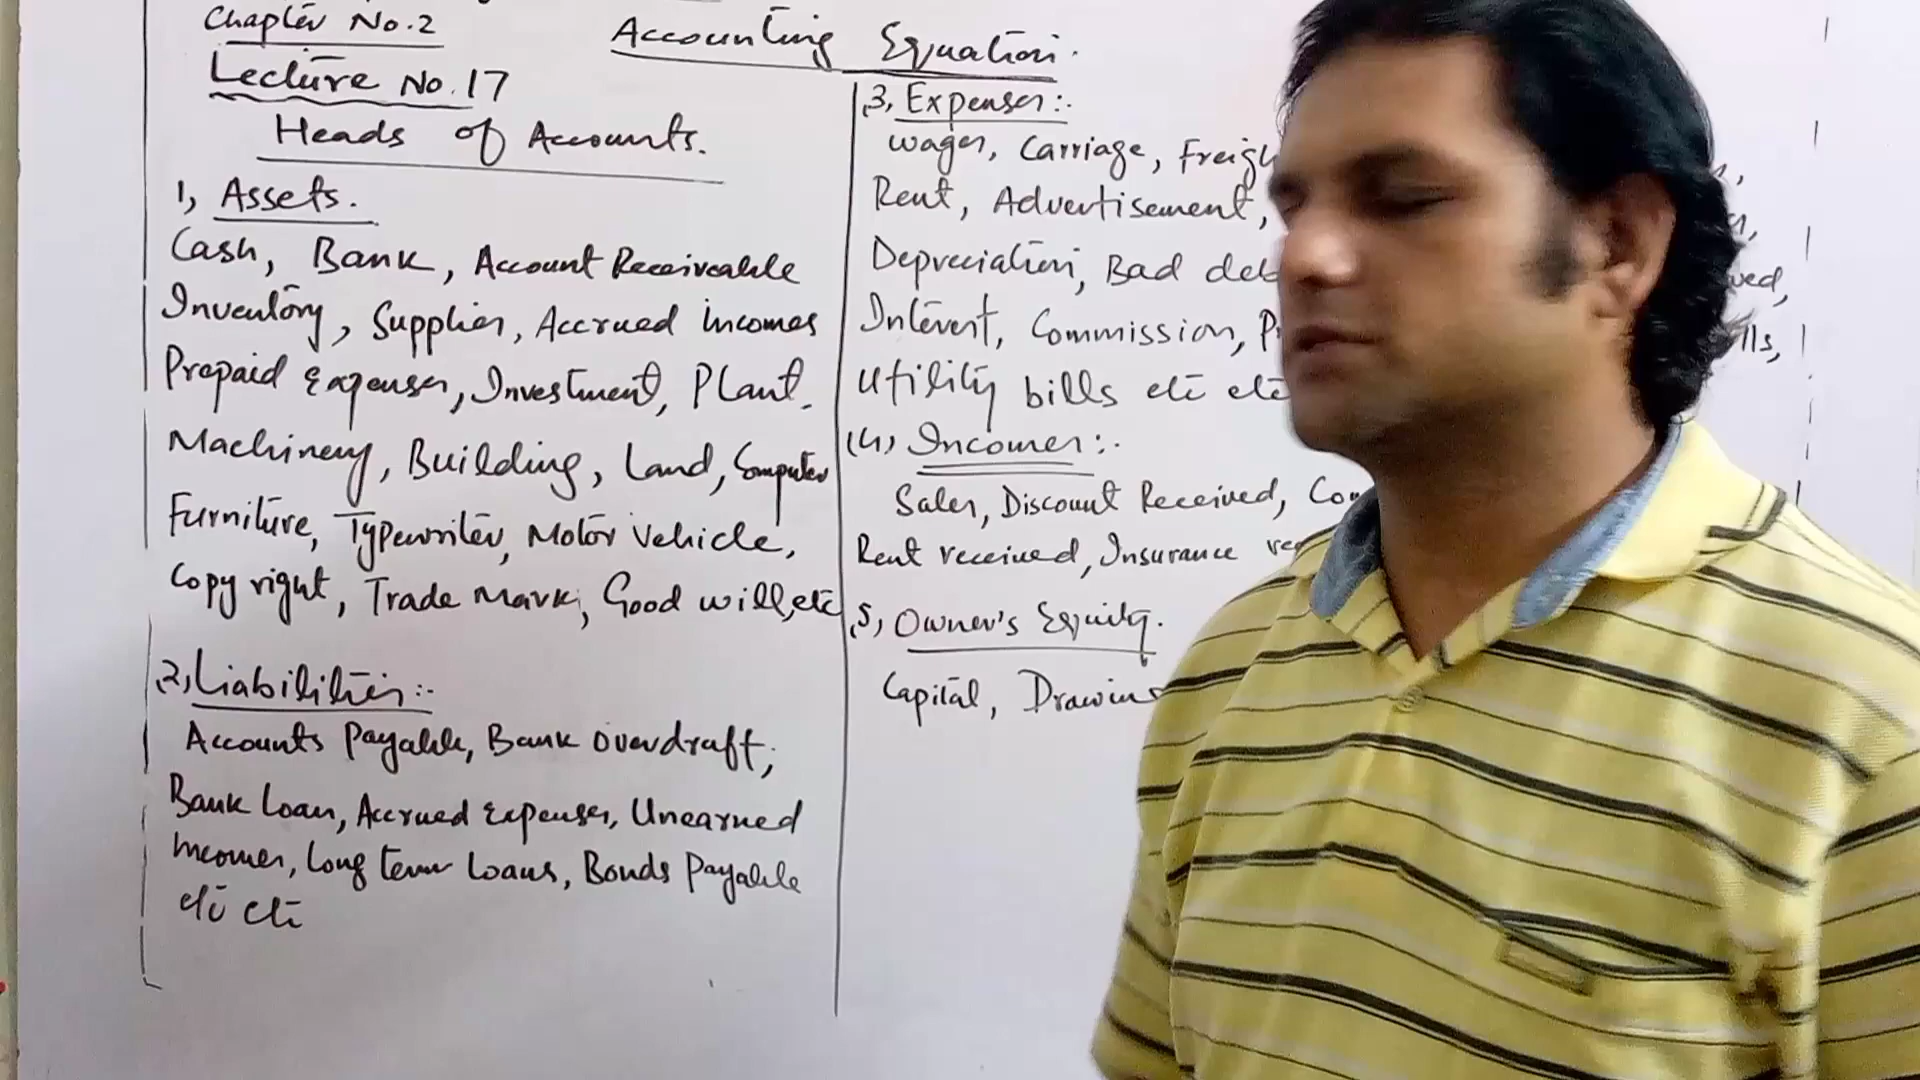 Chapter No.2
Accounting Equation.
Lecture No.17
Heads of Accounts.
1, Assets.
Cash, Bank, Account Receiveable
Inventory, Supplies, Accrued incomes
Prepaid Expenses, Investment, Plant.
Machinery, Building, Land, Computer
Furniture, Typewriter, Motor Vehicle,
Copy right, Trade Mark, Good will, etc
2, Liabilities:-
Accounts Payable, Bank overdraft,
Bank Loan, Accrued Expenses, Unearned
Incomes, Long term Loans, Bonds Payable
etc etc
3, Expenses:-
Wages, Carriage,
Rent, Advertisement,
Depreciation, Bad
Interest, Commission,
Utility bills etc etc
(4), Incomes:-
Sales, Discount Received,
Rent received, Insurance
5, Owner's Equity.
Capital,